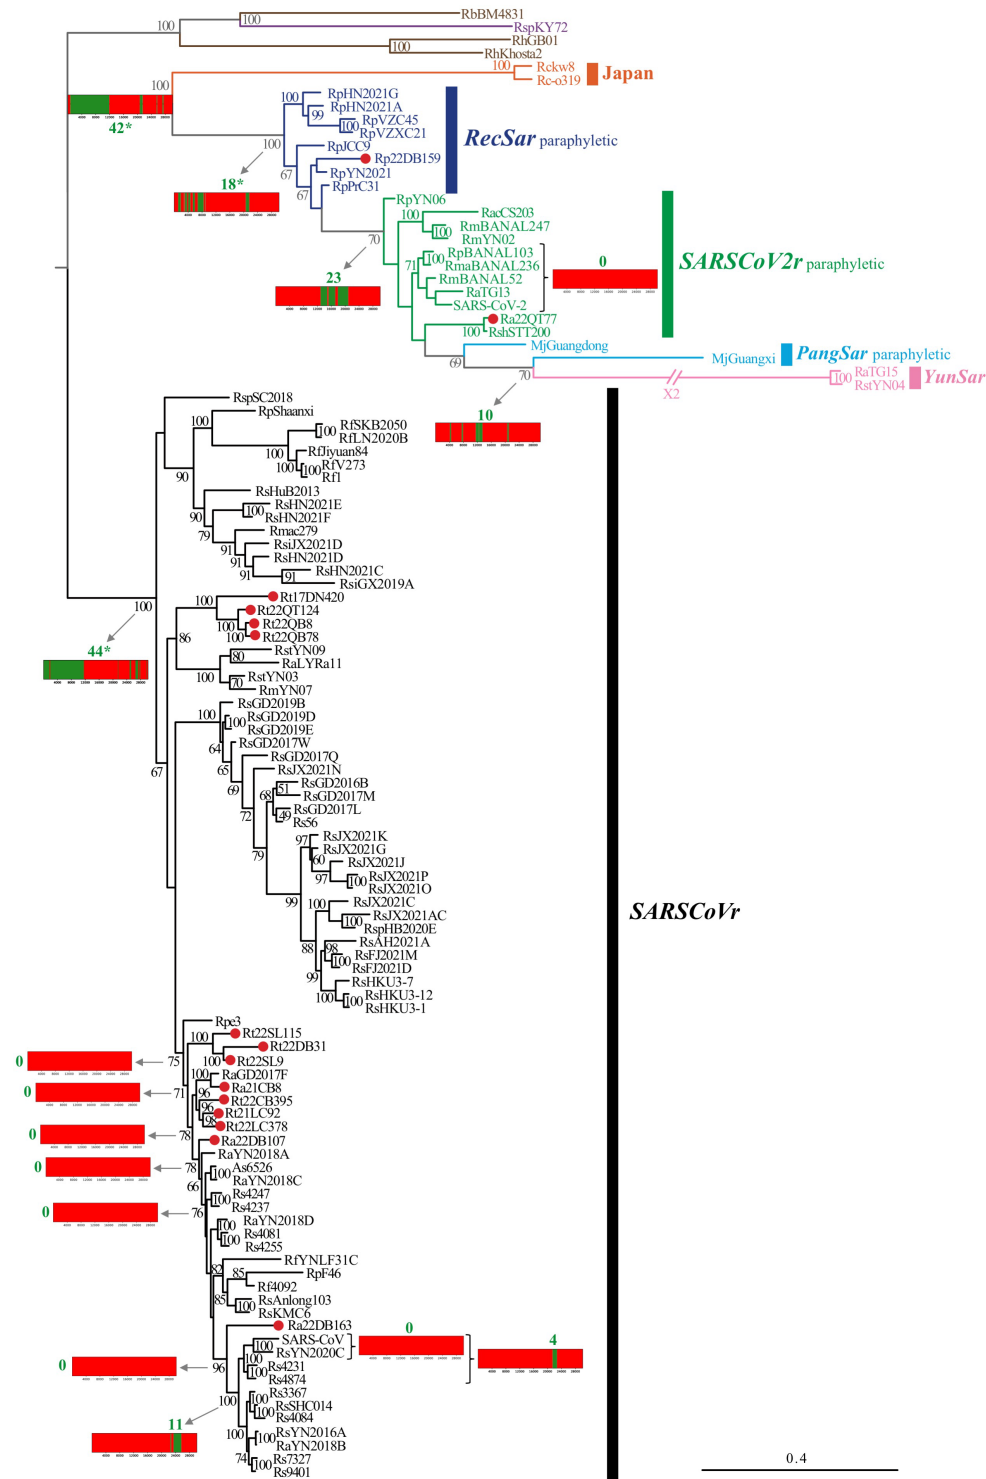 RbBM4831
100
RspKY72
100
RhGB01
100
RhKhosta2
100
Rckw8
Rc-o319
Japan
100
42*
RpHN2021G
100
RpHN2021A
99
RpVZC45
100
RpVZXC21
100
RpJCC9
Rp22DB159
67
RpYN2021
RpPrC31
67
RecSar paraphyletic
18*
RpYN06
RacCS203
100
RmBANAL247
100
RmYN02
70
RpBANAL103
100
71
RmaBANAL236
RmBANAL52
RaTG13
SARS-CoV-2
0
23
Ra22QT77
100
RshSTT200
SARSCoV2r paraphyletic
MjGuangdong
69
MjGuangxi
PangSar paraphyletic
70
RaTG15
100
RstYN04
YunSar
X2
10
RspSC2018
RpShaanxi
100
RfSKB2050
100
RfLN2020B
100
RfJiyuan84
RfV273
100
100
Rf1
90
RsHuB2013
RsHN2021E
100
90
RsHN2021F
79
Rmac279
RsiJX2021D
91
RsHN2021D
91
RsHN2021C
91
91
RsiGX2019A
Rt17DN420
100
100
Rt22QT124
Rt22QB8
100
100
Rt22QB78
86
RstYN09
80
RaLYRa11
44*
100
RstYN03
70
RmYN07
RsGD2019B
100
RsGD2019D
100
RsGD2019E
64
RsGD2017W
RsGD2017Q
65
RsJX2021N
67
69
RsGD2016B
51
68
RsGD2017M
RsGD2017L
72
49
Rs56
RsJX2021K
97
RsJX2021G
79
60
RsJX2021J
97
RsJX2021P
100
RsJX2021O
99
RsJX2021C
100
RsJX2021AC
100
RspHB2020E
SARSCoVr
RsAH2021A
88
98
RsFJ2021M
100
RsFJ2021D
99
RsHKU3-7
100
RsHKU3-12
100
RsHKU3-1
Rpe3
Rt22SL115
100
Rt22DB31
0
75
100
Rt22SL9
100
RaGD2017F
0
71
Ra21CB8
96
Rt22CB395
96
Rt21LC92
98
Rt22LC378
0
78
Ra22DB107
RaYN2018A
0
78
As6526
100
RaYN2018C
66
Rs4247
100
Rs4237
0
76
RaYN2018D
100
Rs4081
100
Rs4255
RfYNLF31C
82
85
RpF46
Rf4092
85
RsAnlong103
100
RsKMC6
Ra22DB163
0
4
SARS-CoV
100
RsYN2020C
0
96
100
Rs4231
100
Rs4874
100
Rs3367
100
RsSHC014
100
Rs4084
11
100
RsYN2016A
100
RaYN2018B
74
Rs7327
100
Rs9401
0.4